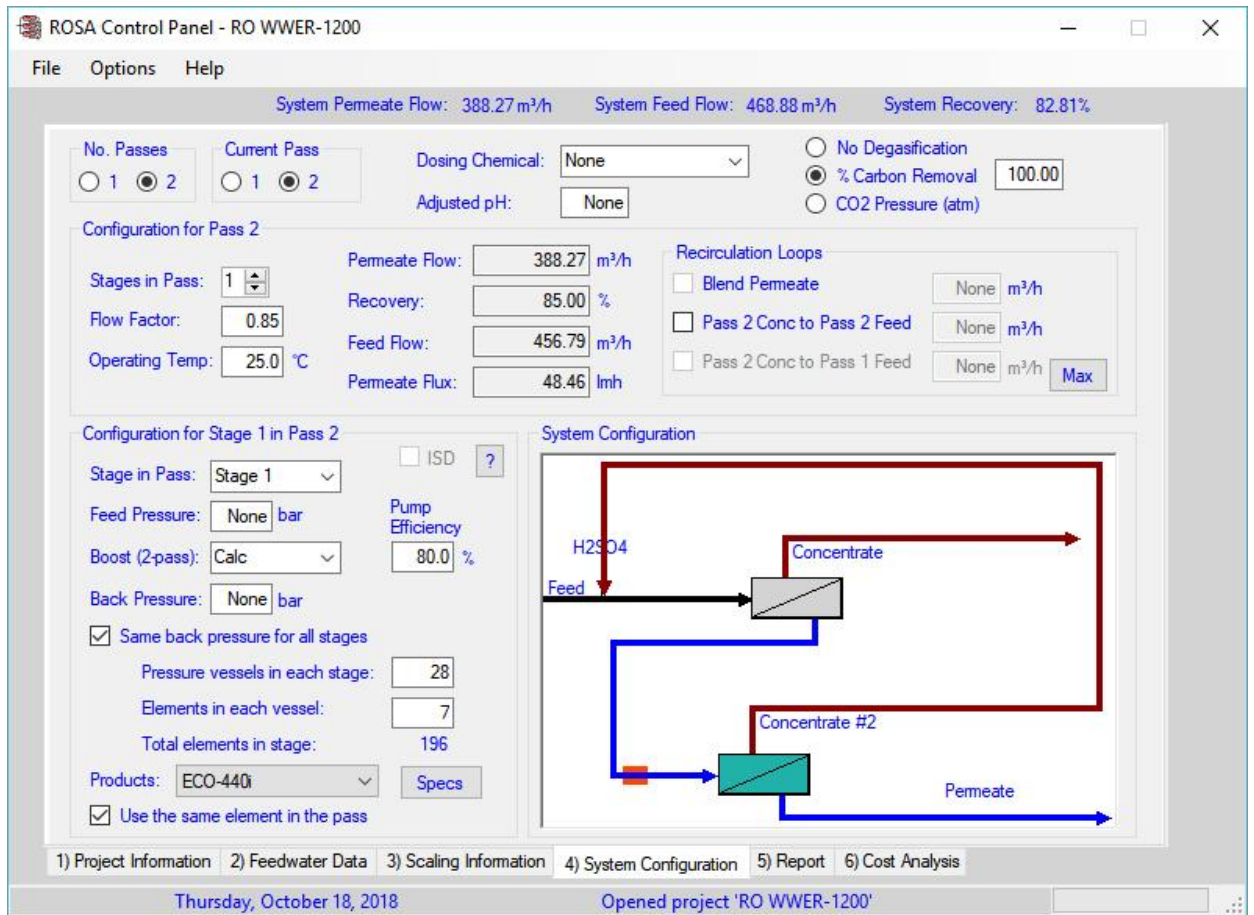 ROSA Control Panel - RO WWER-1200
File Options Help
System Permeate Flow: 388.27 m³/h System Feed Flow: 468.88 m³/h System Recovery: 82.81%
No. Passes
1 2
Current Pass
1 2
Dosing Chemical: None
Adjusted pH: None
No Degasification
% Carbon Removal 100.00
CO2 Pressure (atm)
Configuration for Pass 2
Stages in Pass: 1
Flow Factor: 0.85
Operating Temp: 25.0 °C
Permeate Flow: 388.27 m³/h
Recovery: 85.00 %
Feed Flow: 456.79 m³/h
Permeate Flux: 48.46 lmh
Recirculation Loops
Blend Permeate None m³/h
Pass 2 Conc to Pass 2 Feed None m³/h
Pass 2 Conc to Pass 1 Feed None m³/h Max
Configuration for Stage 1 in Pass 2
ISD ?
Stage in Pass: Stage 1
Feed Pressure: None bar
Pump
Efficiency
80.0 %
Boost (2-pass): Calc
Back Pressure: None bar
Same back pressure for all stages
Pressure vessels in each stage: 28
Elements in each vessel: 7
Total elements in stage: 196
Products: ECO-440i Specs
Use the same element in the pass
System Configuration
H2SO4
Concentrate
Feed
Concentrate #2
Permeate
1) Project Information 2) Feedwater Data 3) Scaling Information 4) System Configuration 5) Report 6) Cost Analysis
Thursday, October 18, 2018 Opened project 'RO WWER-1200'